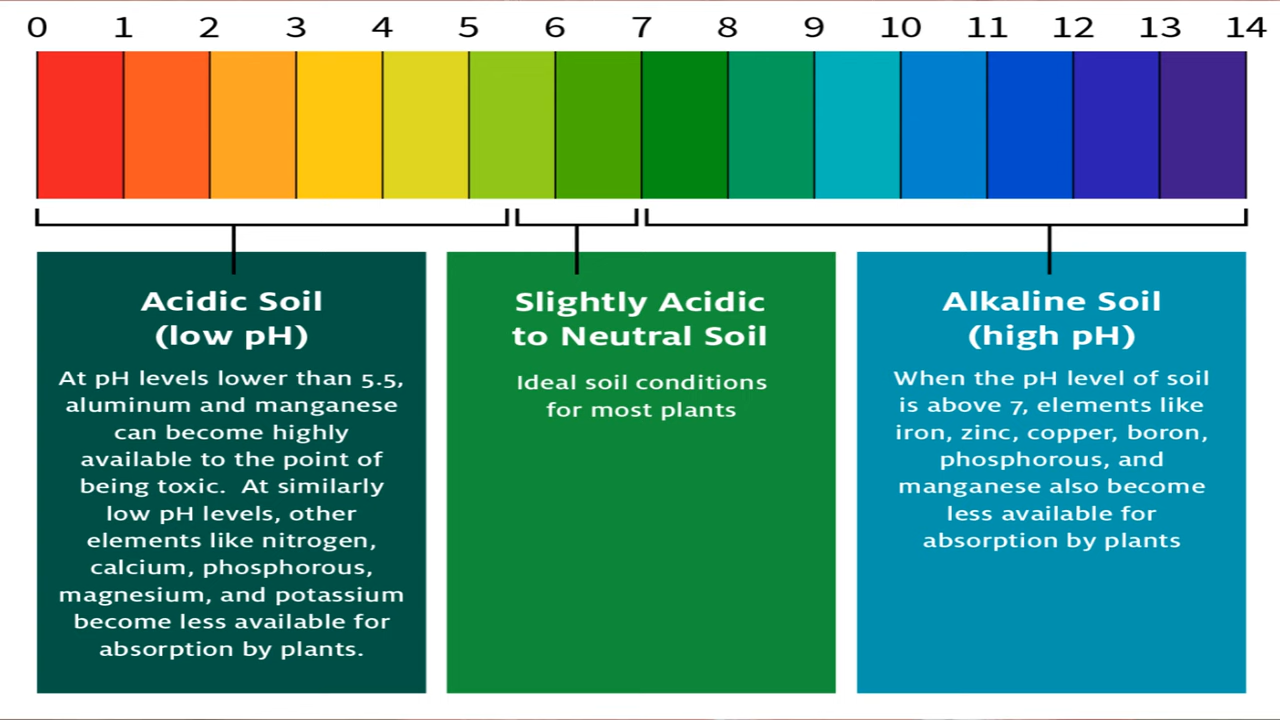 0 1 2 3 4 5 6 7 8 9 10 11 12 13 14
Acidic Soil
(low pH)
At pH levels lower than 5.5,
aluminum and manganese
can become highly
available to the point of
being toxic.  At similarly
low pH levels, other
elements like nitrogen,
calcium, phosphorous,
magnesium, and potassium
become less available for
absorption by plants.
Slightly Acidic
to Neutral Soil
Ideal soil conditions
for most plants
Alkaline Soil
(high pH)
When the pH level of soil
is above 7, elements like
iron, zinc, copper, boron,
phosphorous, and
manganese also become
less available for
absorption by plants